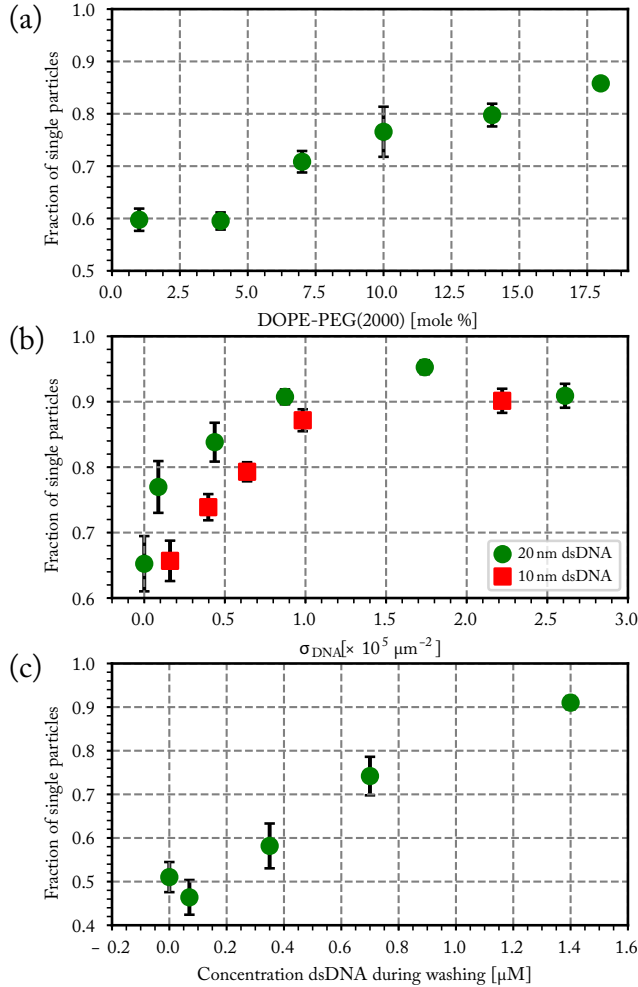 (a)
1.0
0.9
0.8
0.7
0.6
0.5
Fraction of single particles
0.0 2.5 5.0 7.5 10.0 12.5 15.0 17.5
DOPE-PEG(2000) [mole %]
(b)
1.0
0.9
0.8
0.7
0.6
Fraction of single particles
20 nm dsDNA
10 nm dsDNA
0.0 0.5 1.0 1.5 2.0 2.5 3.0
σDNA[× 10⁵ µm⁻²]
(c)
1.0
0.9
0.8
0.7
0.6
0.5
0.4
Fraction of single particles
−0.2 0.0 0.2 0.4 0.6 0.8 1.0 1.2 1.4 1.6
Concentration dsDNA during washing [µM]